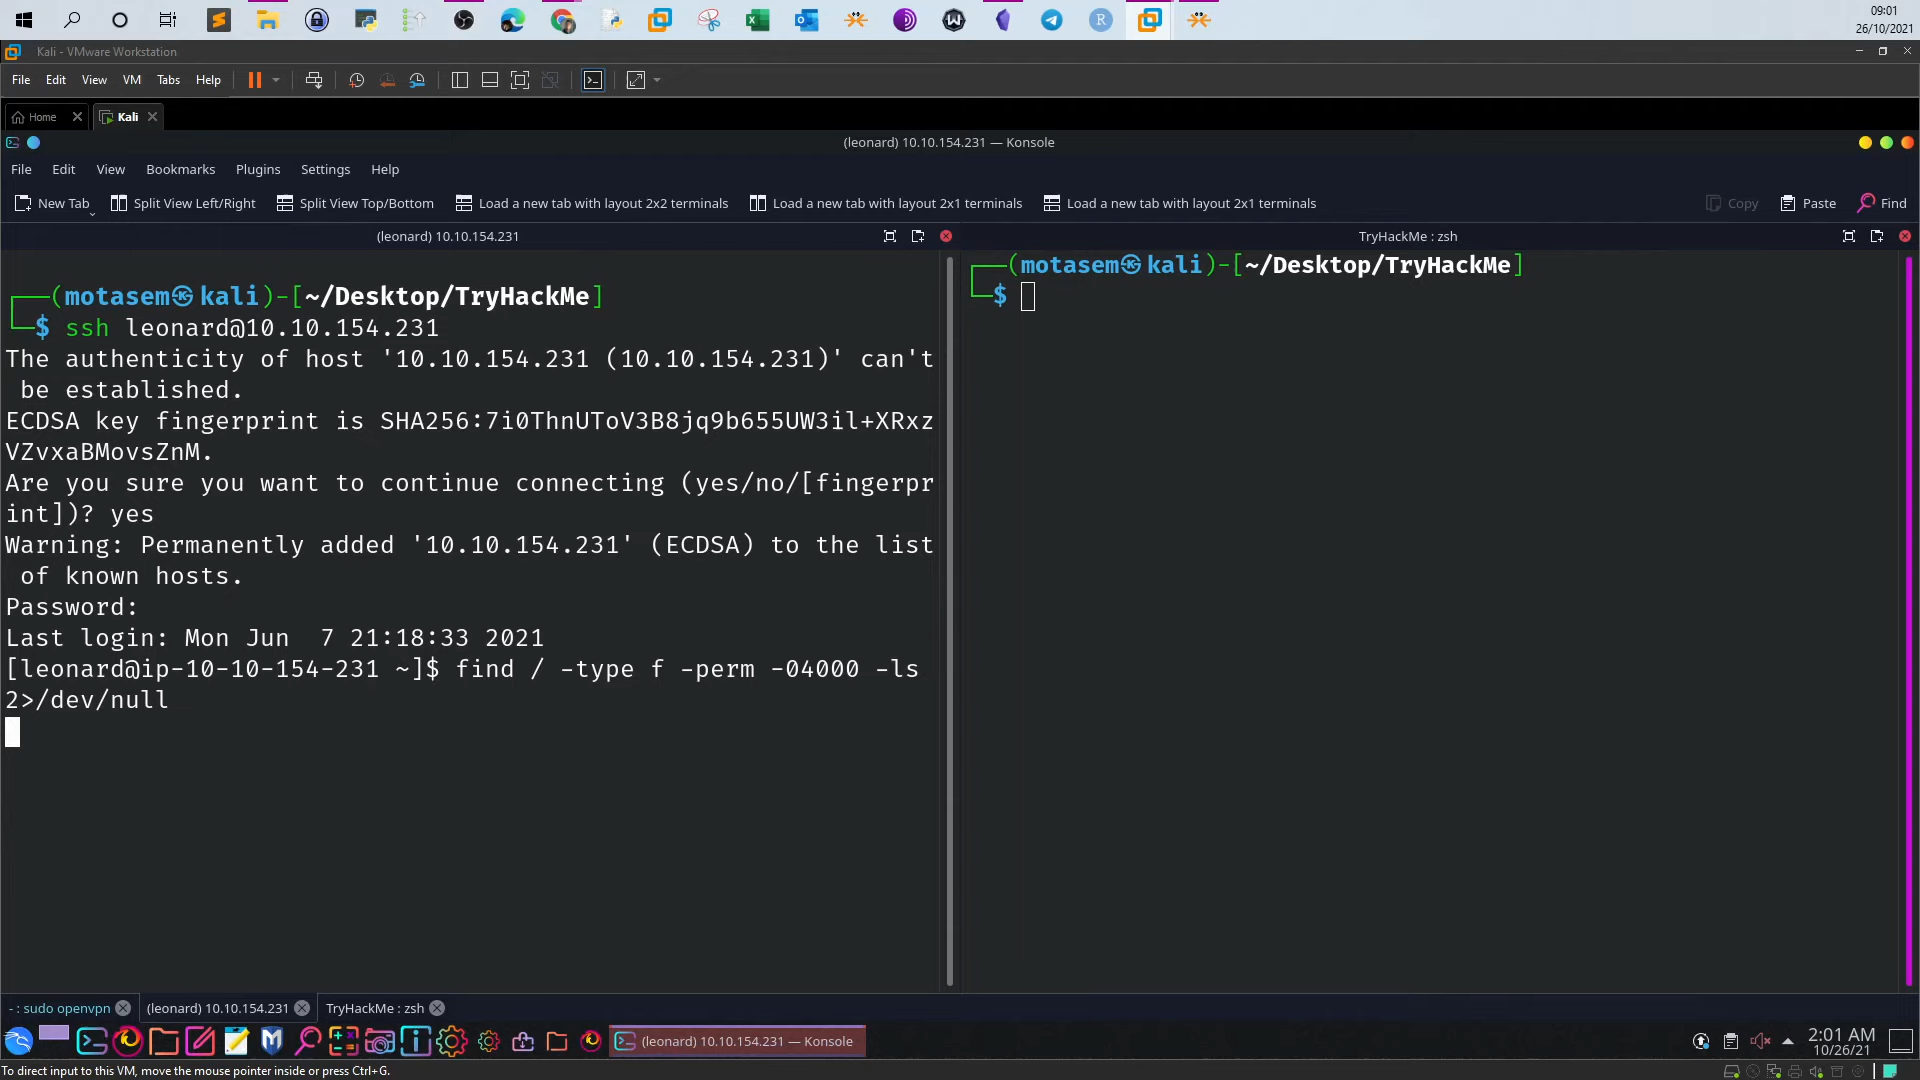 09:01
26/10/2021
Kali - VMware Workstation
File Edit View VM Tabs Help
Home Kali
(leonard) 10.10.154.231 — Konsole
File Edit View Bookmarks Plugins Settings Help
New Tab Split View Left/Right Split View Top/Bottom Load a new tab with layout 2x2 terminals Load a new tab with layout 2x1 terminals Load a new tab with layout 2x1 terminals Copy Paste Find
(leonard) 10.10.154.231
┌──(motasem㉿kali)-[~/Desktop/TryHackMe]
└─$ ssh leonard@10.10.154.231
The authenticity of host '10.10.154.231 (10.10.154.231)' can't
be established.
ECDSA key fingerprint is SHA256:7i0ThnUToV3B8jq9b655UW3il+XRxz
VZvxaBMovsZnM.
Are you sure you want to continue connecting (yes/no/[fingerpr
int])? yes
Warning: Permanently added '10.10.154.231' (ECDSA) to the list
of known hosts.
Password:
Last login: Mon Jun  7 21:18:33 2021
[leonard@ip-10-10-154-231 ~]$ find / -type f -perm -04000 -ls
2>/dev/null
TryHackMe : zsh
┌──(motasem㉿kali)-[~/Desktop/TryHackMe]
└─$
- : sudo openvpn (leonard) 10.10.154.231 TryHackMe : zsh
(leonard) 10.10.154.231 — Konsole
2:01 AM
10/26/21
To direct input to this VM, move the mouse pointer inside or press Ctrl+G.